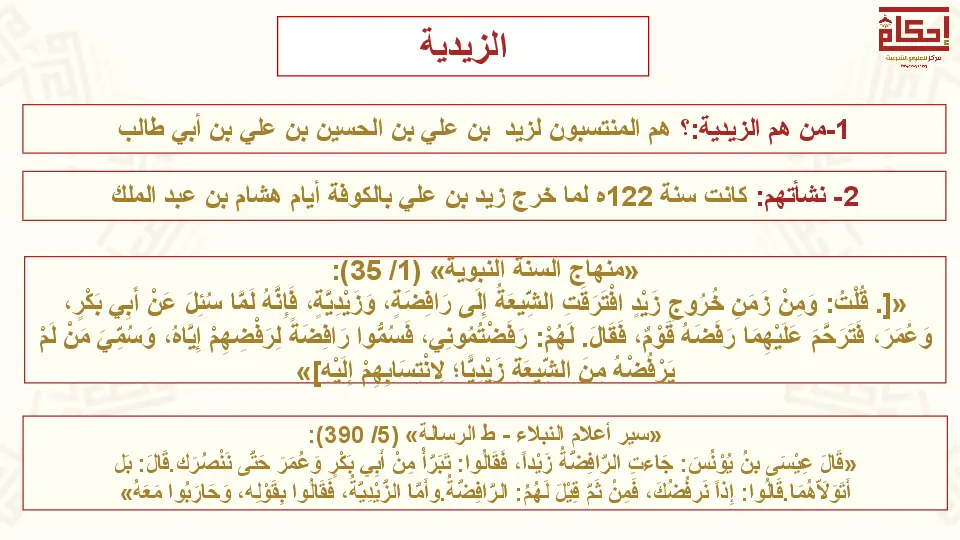 إحكام
مركز للعلوم الشرعية
الزيدية
1-من هم الزيدية:؟ هم المنتسبون لزيد بن علي بن الحسين بن علي بن أبي طالب
2- نشأتهم: كانت سنة 122ه لما خرج زيد بن علي بالكوفة أيام هشام بن عبد الملك
«منهاج السنة النبوية» (1/ 35):
«[. قُلْتُ: وَمِنْ زَمَنِ خُرُوجِ زَيْدٍ افْتَرَقَتِ الشِّيعَةُ إِلَى رَافِضَةٍ، وَزَيْدِيَّةٍ، فَإِنَّهُ لَمَّا سُئِلَ عَنْ أَبِي بَكْرٍ،
وَعُمَرَ، فَتَرَحَّمَ عَلَيْهِمَا رَفَضَهُ قَوْمٌ، فَقَالَ. لَهُمْ: رَفَضْتُمُونِي، فَسُمُّوا رَافِضَةً لِرَفْضِهِمْ إِيَّاهُ، وَسُمِّيَ مَنْ لَمْ
يَرْفُضْهُ مِنَ الشِّيعَةِ زَيْدِيًّا؛ لِانْتِسَابِهِمْ إِلَيْهِ]»
«سير أعلام النبلاء - ط الرسالة» (5/ 390):
«قَالَ عِيْسَى بنُ يُوْنُسَ: جَاءتِ الرَّافِضَّةُ زَيْداً، فَقَالُوا: تَبَرَّأْ مِنْ أَبِي بَكْرٍ وَعُمَرَ حَتَّى نَنْصُرَك.قَالَ: بَل
أَتَوَلاَّهُمَا.قَالُوا: إِذاً نَرفُضُكَ، فَمِنْ ثَمَّ قِيْلَ لَهُمُ: الرَّافِضَّةُ.وأَمَّا الزَّيْدِيّةُ، فَقَالُوا بِقَوْلِه، وَحَارَبُوا مَعَهُ»